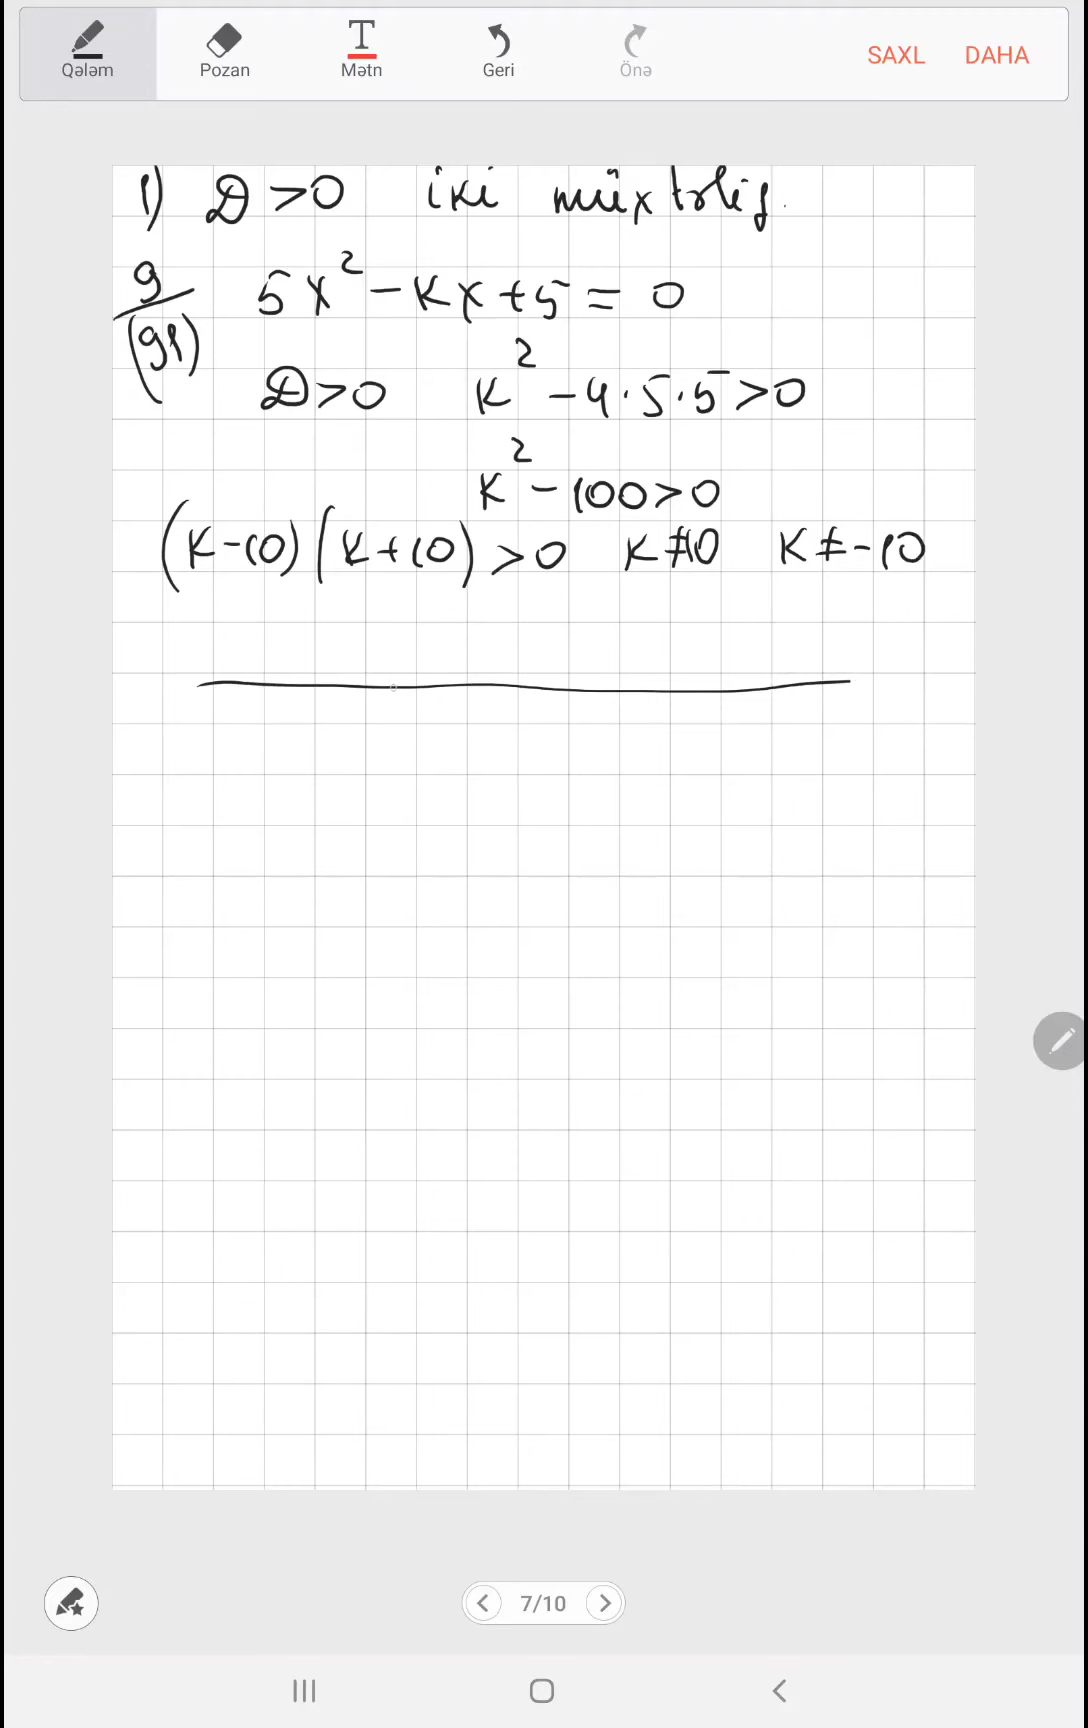 Qələm Pozan Mətn Geri Önə SAXL DAHA
1) D>0 iki müxtəlif.
9/(91) 5x²-kx+5=0
D>0 k²-4·5·5>0
k²-100>0
(k-10)(k+10)>0 k≠10 k≠-10
7/10